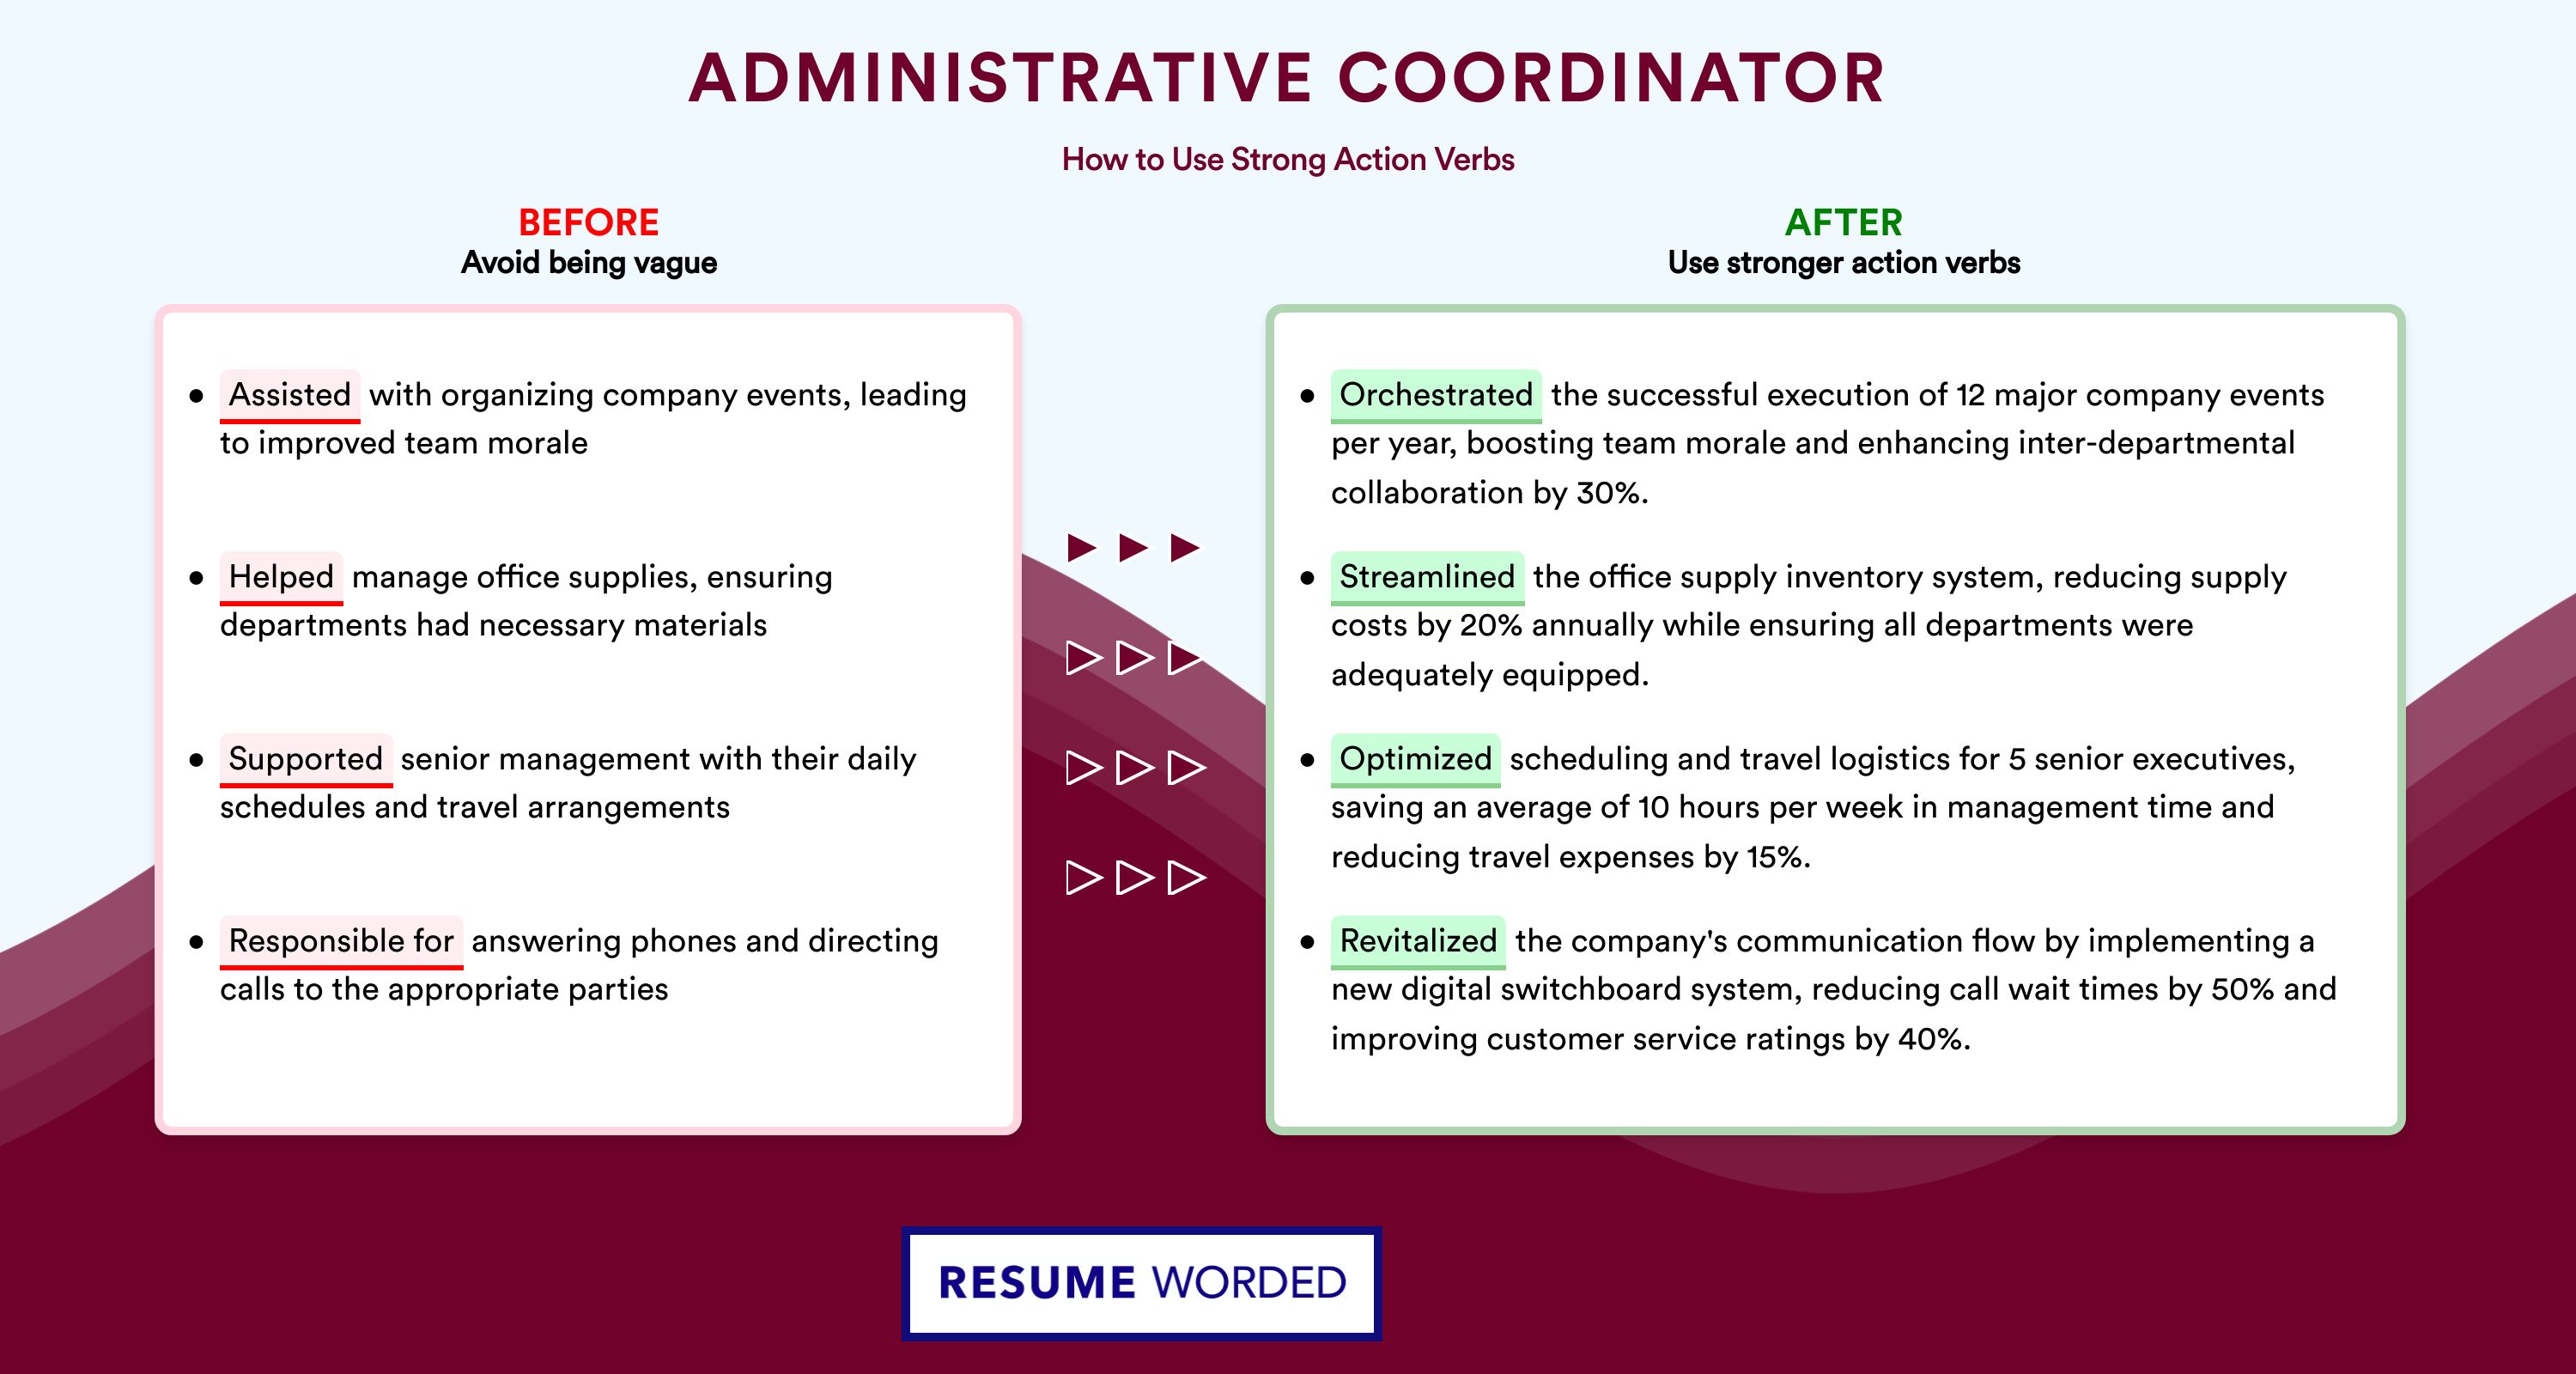 ADMINISTRATIVE COORDINATOR
How to Use Strong Action Verbs
BEFORE
Avoid being vague
• Assisted with organizing company events, leading
to improved team morale
• Helped manage office supplies, ensuring
departments had necessary materials
• Supported senior management with their daily
schedules and travel arrangements
• Responsible for answering phones and directing
calls to the appropriate parties
AFTER
Use stronger action verbs
• Orchestrated the successful execution of 12 major company events
per year, boosting team morale and enhancing inter-departmental
collaboration by 30%.
• Streamlined the office supply inventory system, reducing supply
costs by 20% annually while ensuring all departments were
adequately equipped.
• Optimized scheduling and travel logistics for 5 senior executives,
saving an average of 10 hours per week in management time and
reducing travel expenses by 15%.
• Revitalized the company's communication flow by implementing a
new digital switchboard system, reducing call wait times by 50% and
improving customer service ratings by 40%.
RESUME WORDED